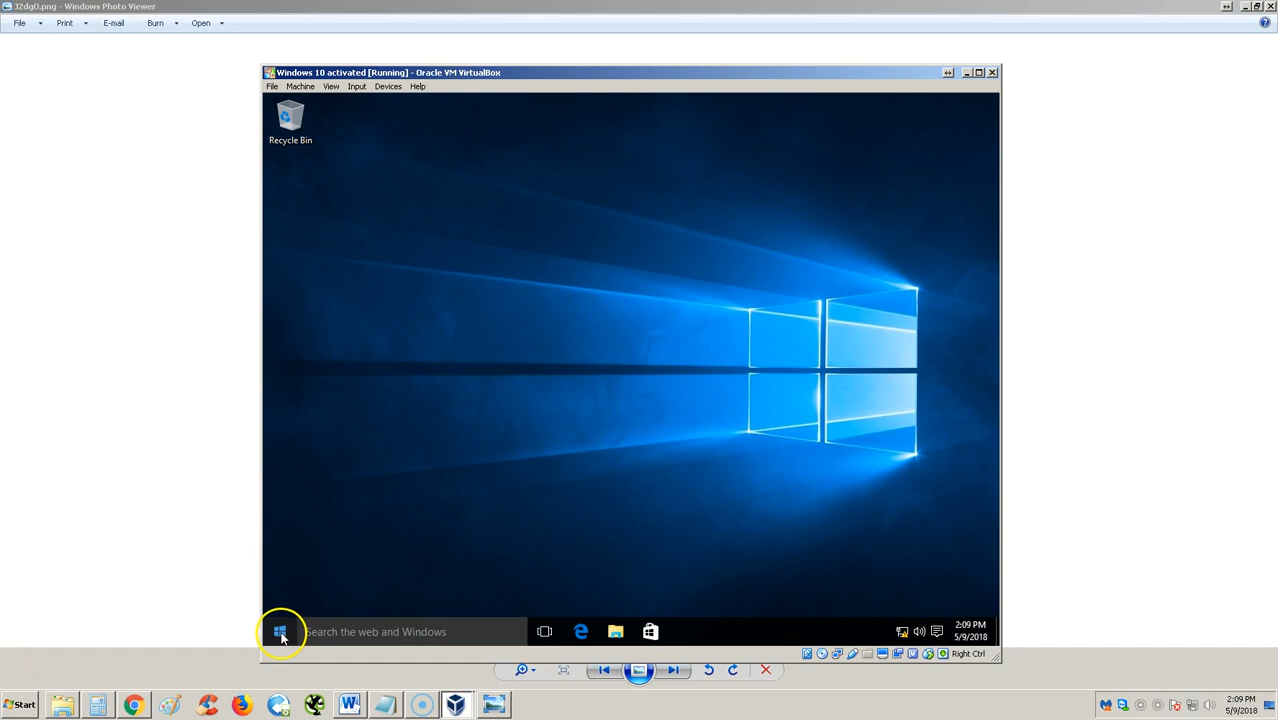 J2dgO.png - Windows Photo Viewer
File Print E-mail Burn Open
Windows 10 activated [Running] - Oracle VM VirtualBox
File Machine View Input Devices Help
Recycle Bin
Search the web and Windows
2:09 PM
5/9/2018
Right Ctrl
Start
2:09 PM
5/9/2018